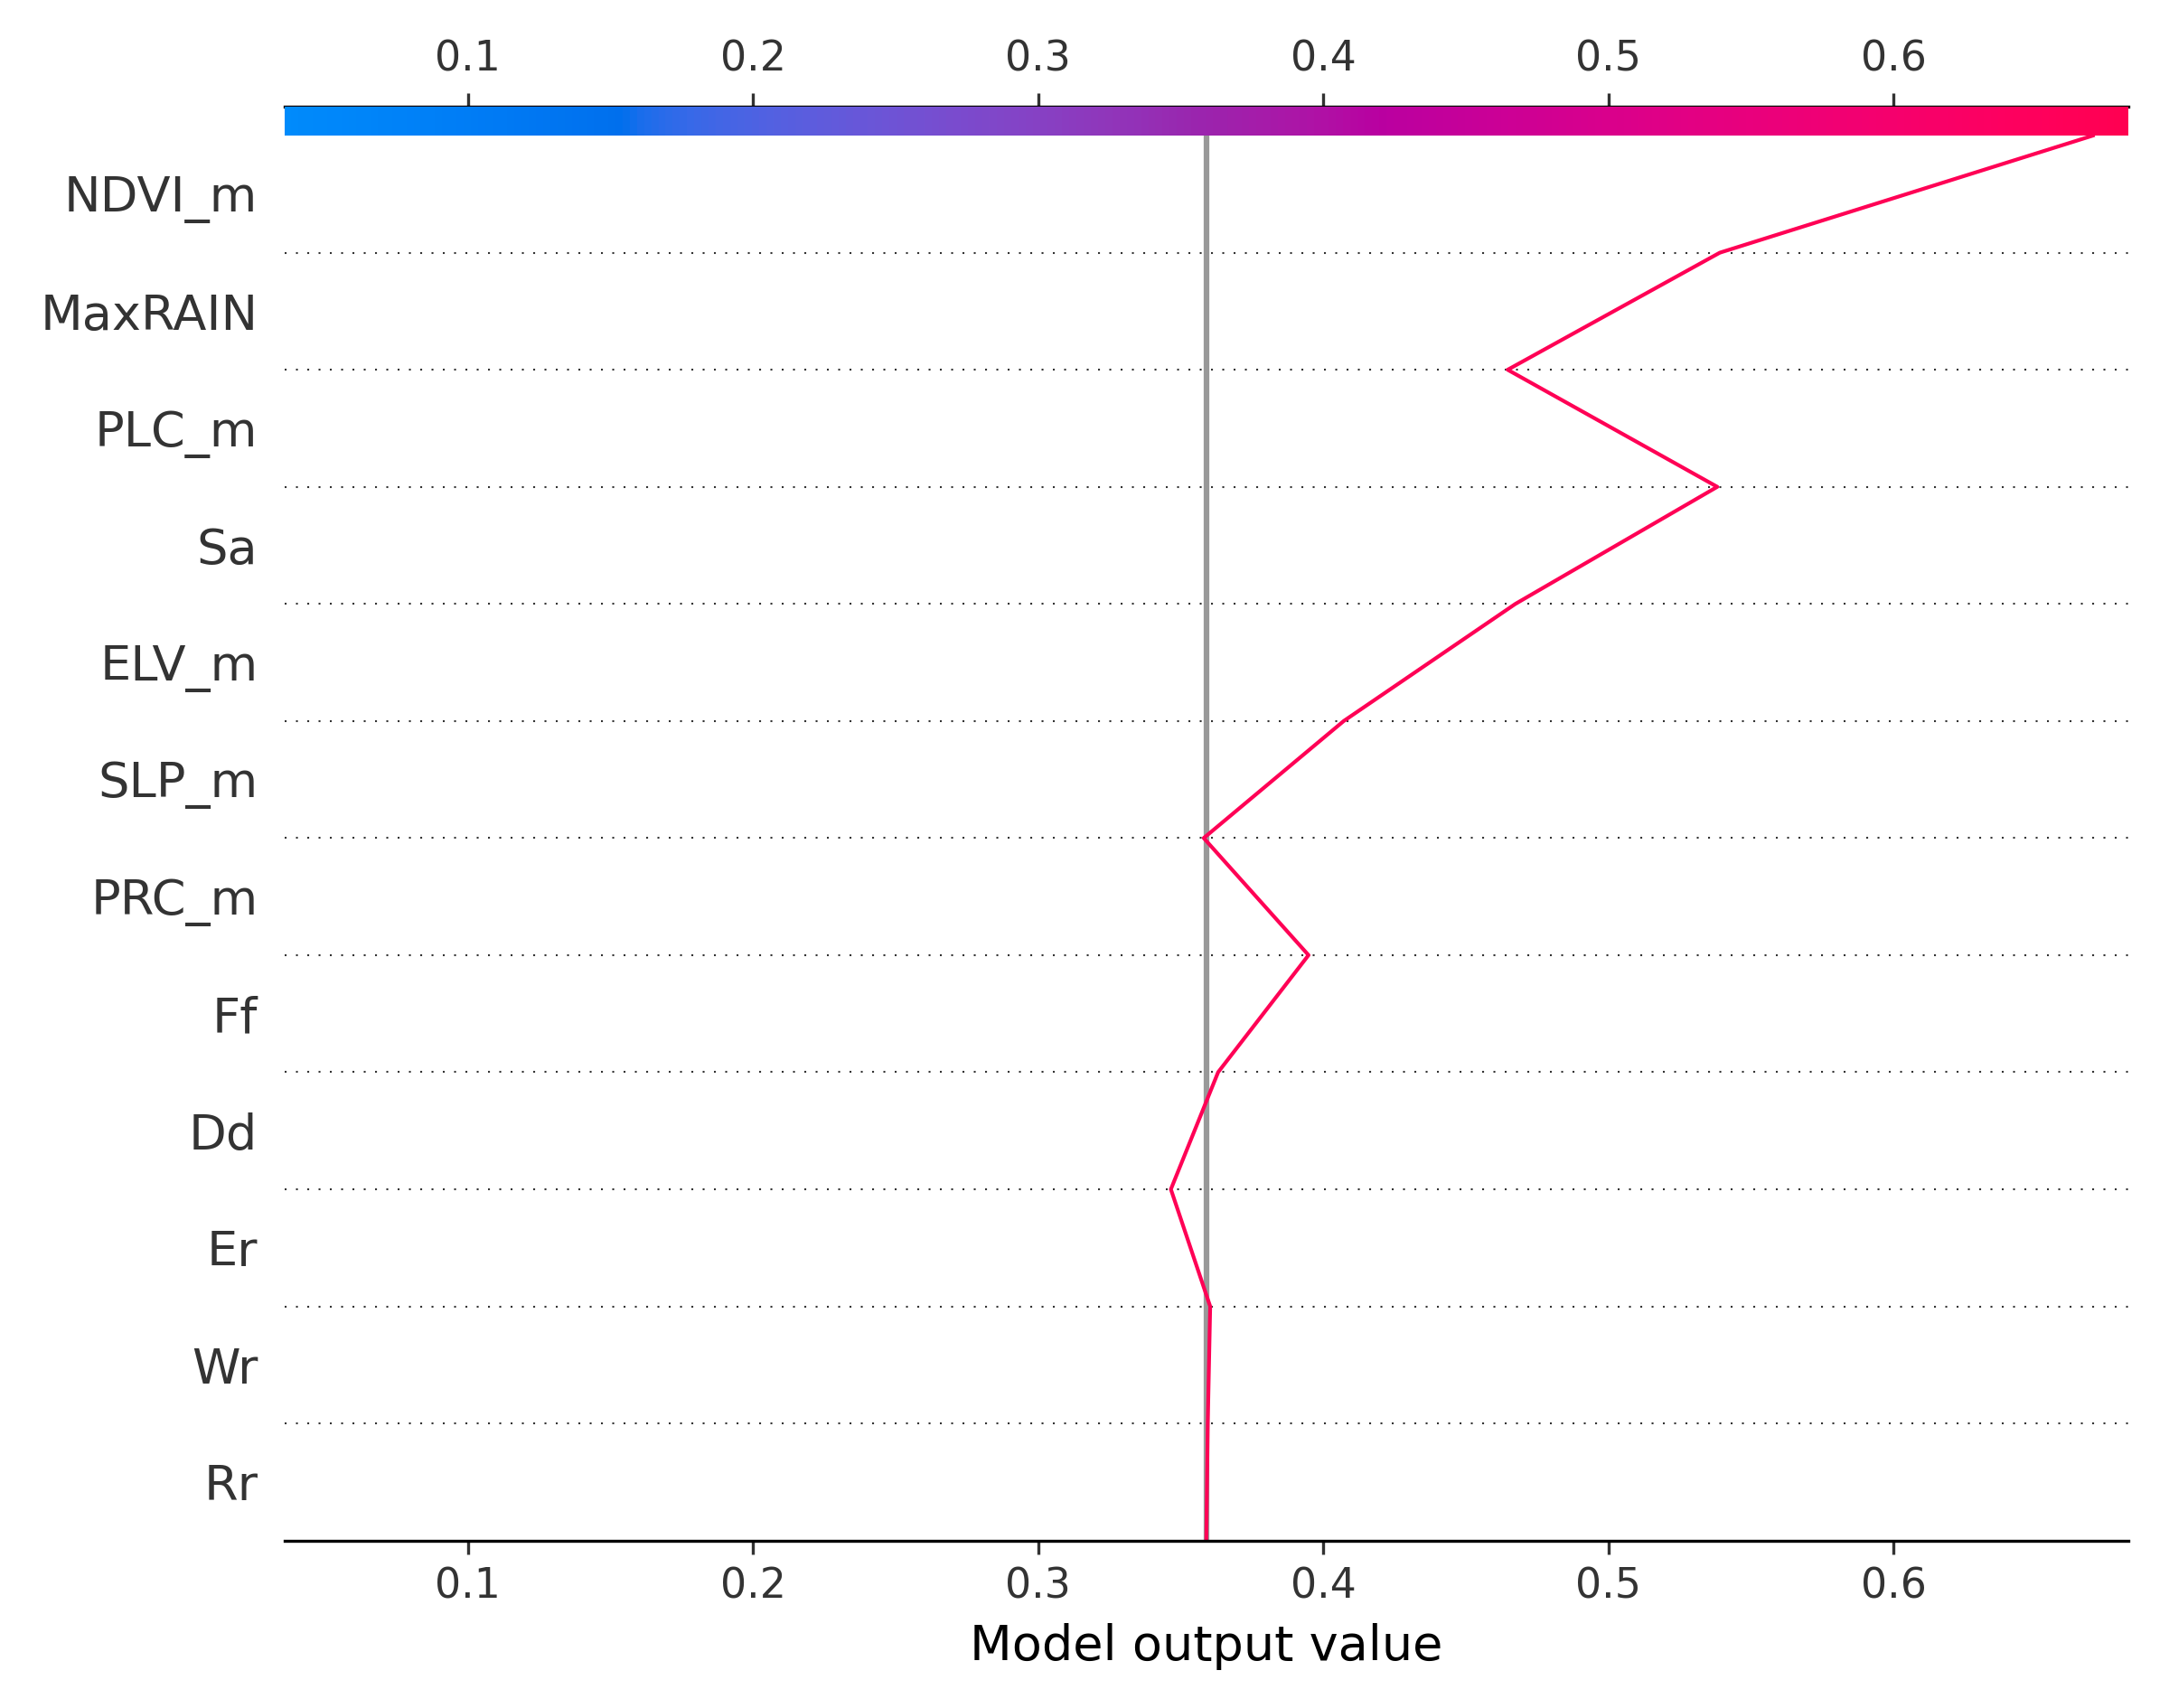 0.1 0.2 0.3 0.4 0.5 0.6
NDVI_m
MaxRAIN
PLC_m
Sa
ELV_m
SLP_m
PRC_m
Ff
Dd
Er
Wr
Rr
0.1 0.2 0.3 0.4 0.5 0.6
Model output value